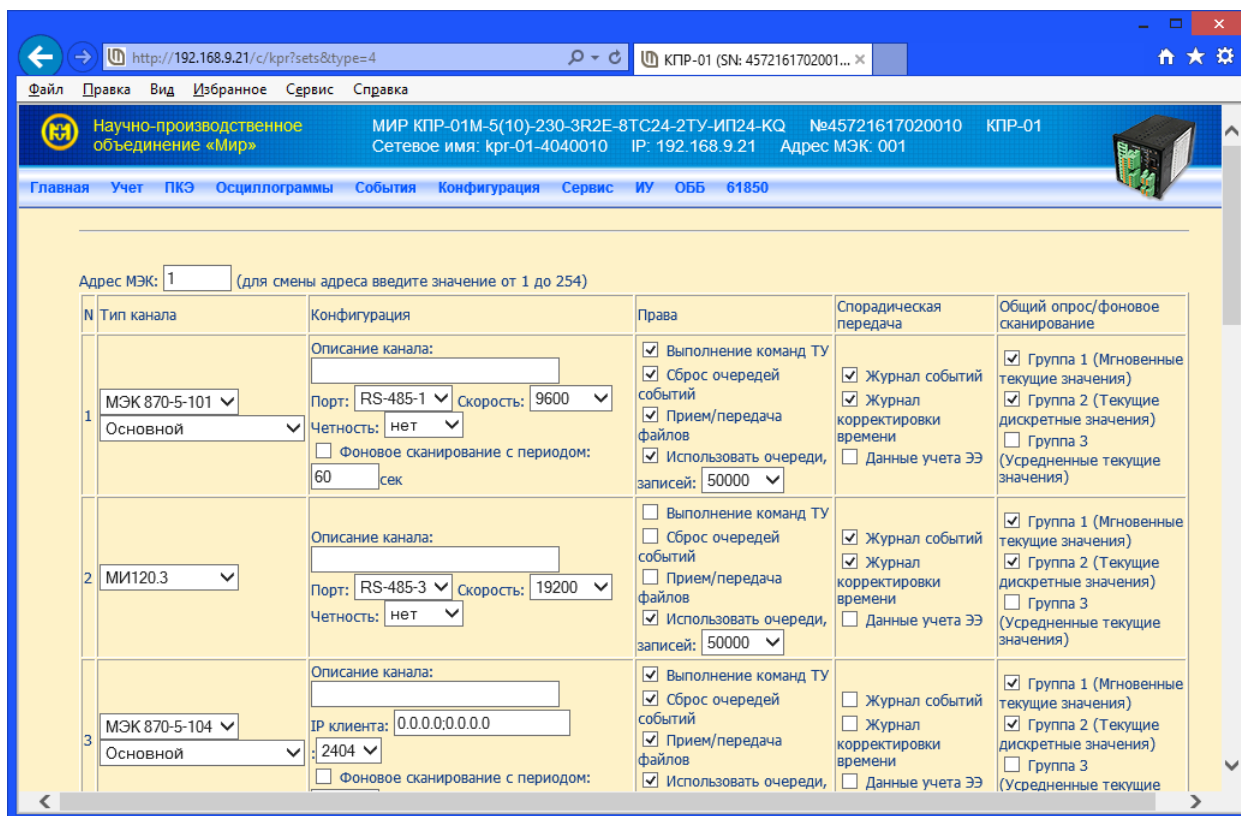 http://192.168.9.21/c/kpr?sets&type=4
КПР-01 (SN: 4572161702001...
Файл Правка Вид Избранное Сервис Справка
Научно-производственное
объединение «Мир»
МИР КПР-01М-5(10)-230-3R2E-8TC24-2ТУ-ИП24-KQ №45721617020010 КПР-01
Сетевое имя: kpr-01-4040010 IP: 192.168.9.21 Адрес МЭК: 001
Главная Учет ПКЭ Осциллограммы События Конфигурация Сервис ИУ ОББ 61850
Адрес МЭК: 1 (для смены адреса введите значение от 1 до 254)
N Тип канала
Конфигурация
Права
Спорадическая
передача
Общий опрос/фоновое
сканирование
1
МЭК 870-5-101
Основной
Описание канала:
Порт: RS-485-1 Скорость: 9600
Четность: нет
Фоновое сканирование с периодом:
60 сек
Выполнение команд ТУ
Сброс очередей
событий
Прием/передача
файлов
Использовать очереди,
записей: 50000
Журнал событий
Журнал
корректировки
времени
Данные учета ЭЭ
Группа 1 (Мгновенные
текущие значения)
Группа 2 (Текущие
дискретные значения)
Группа 3
(Усредненные текущие
значения)
2
МИ120.3
Описание канала:
Порт: RS-485-3 Скорость: 19200
Четность: нет
Выполнение команд ТУ
Сброс очередей
событий
Прием/передача
файлов
Использовать очереди,
записей: 50000
Журнал событий
Журнал
корректировки
времени
Данные учета ЭЭ
Группа 1 (Мгновенные
текущие значения)
Группа 2 (Текущие
дискретные значения)
Группа 3
(Усредненные текущие
значения)
3
МЭК 870-5-104
Основной
Описание канала:
IP клиента: 0.0.0.0;0.0.0.0
: 2404
Фоновое сканирование с периодом:
Выполнение команд ТУ
Сброс очередей
событий
Прием/передача
файлов
Использовать очереди,
Журнал событий
Журнал
корректировки
времени
Данные учета ЭЭ
Группа 1 (Мгновенные
текущие значения)
Группа 2 (Текущие
дискретные значения)
Группа 3
(Усредненные текущие